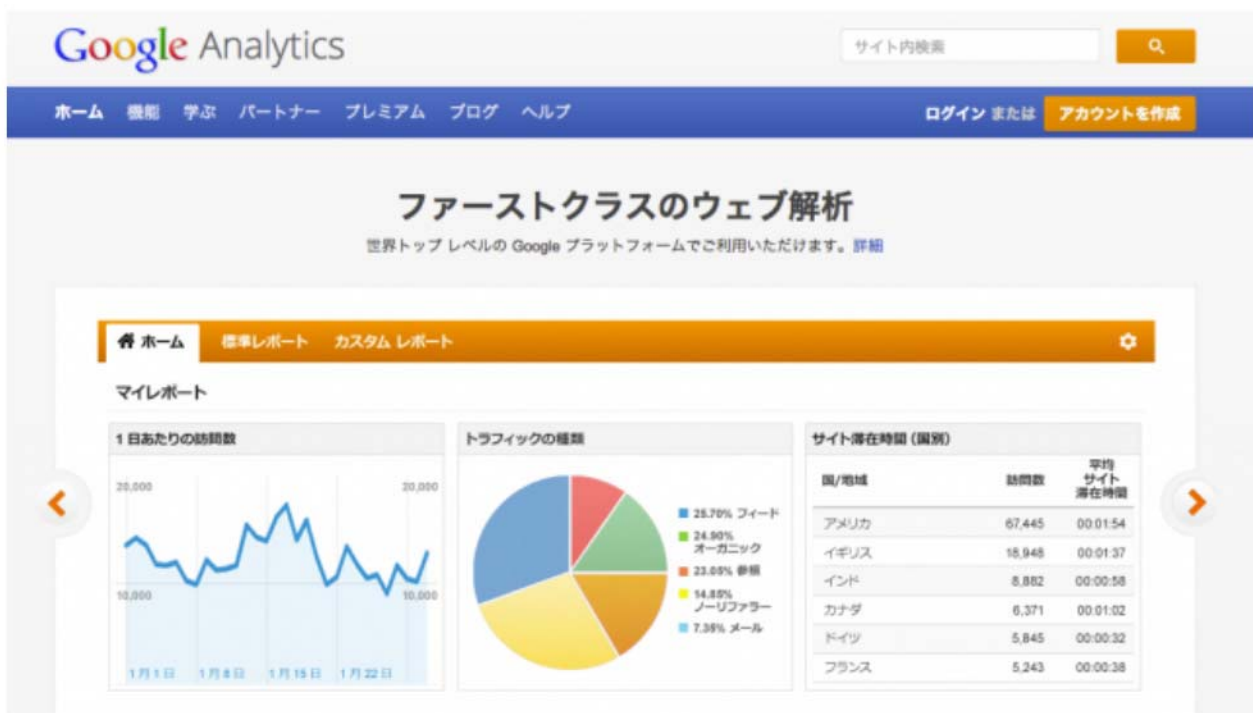 Google Analytics
サイト内検索
ホーム 機能 学ぶ パートナー プレミアム ブログ ヘルプ
ログイン または アカウントを作成
ファーストクラスのウェブ解析
世界トップ レベルの Google プラットフォームでご利用いただけます。詳細
ホーム 標準レポート カスタム レポート
マイレポート
1 日あたりの訪問数
20,000 20,000
10,000 10,000
1月1日 1月8日 1月15日 1月22日
トラフィックの種類
25.70% フィード
24.90%
オーガニック
23.05% 参照
14.85%
ノーリファラー
7.35% メール
サイト滞在時間 (国別)
国/地域 訪問数 平均
サイト
滞在時間
アメリカ 67,445 00:01:54
イギリス 18,948 00:01:37
インド 8,882 00:00:58
カナダ 6,371 00:01:02
ドイツ 5,845 00:00:32
フランス 5,243 00:00:38